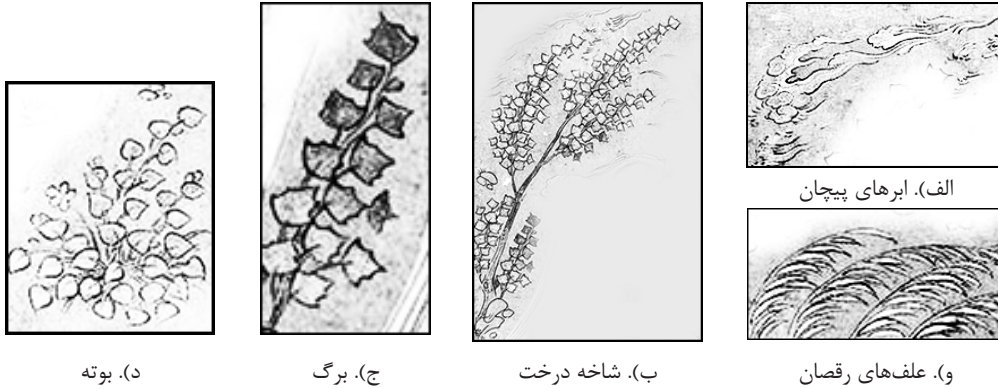 الف). ابرهای پیچان
و). علف‌های رقصان
ب). شاخه درخت
ج). برگ
د). بوته